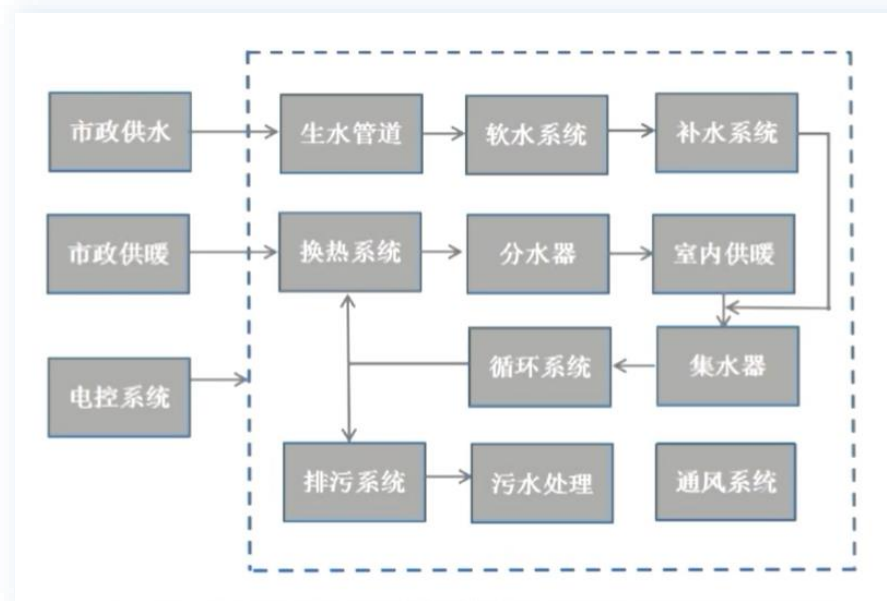 市政供水
生水管道
软水系统
补水系统
市政供暖
换热系统
分水器
室内供暖
电控系统
循环系统
集水器
排污系统
污水处理
通风系统